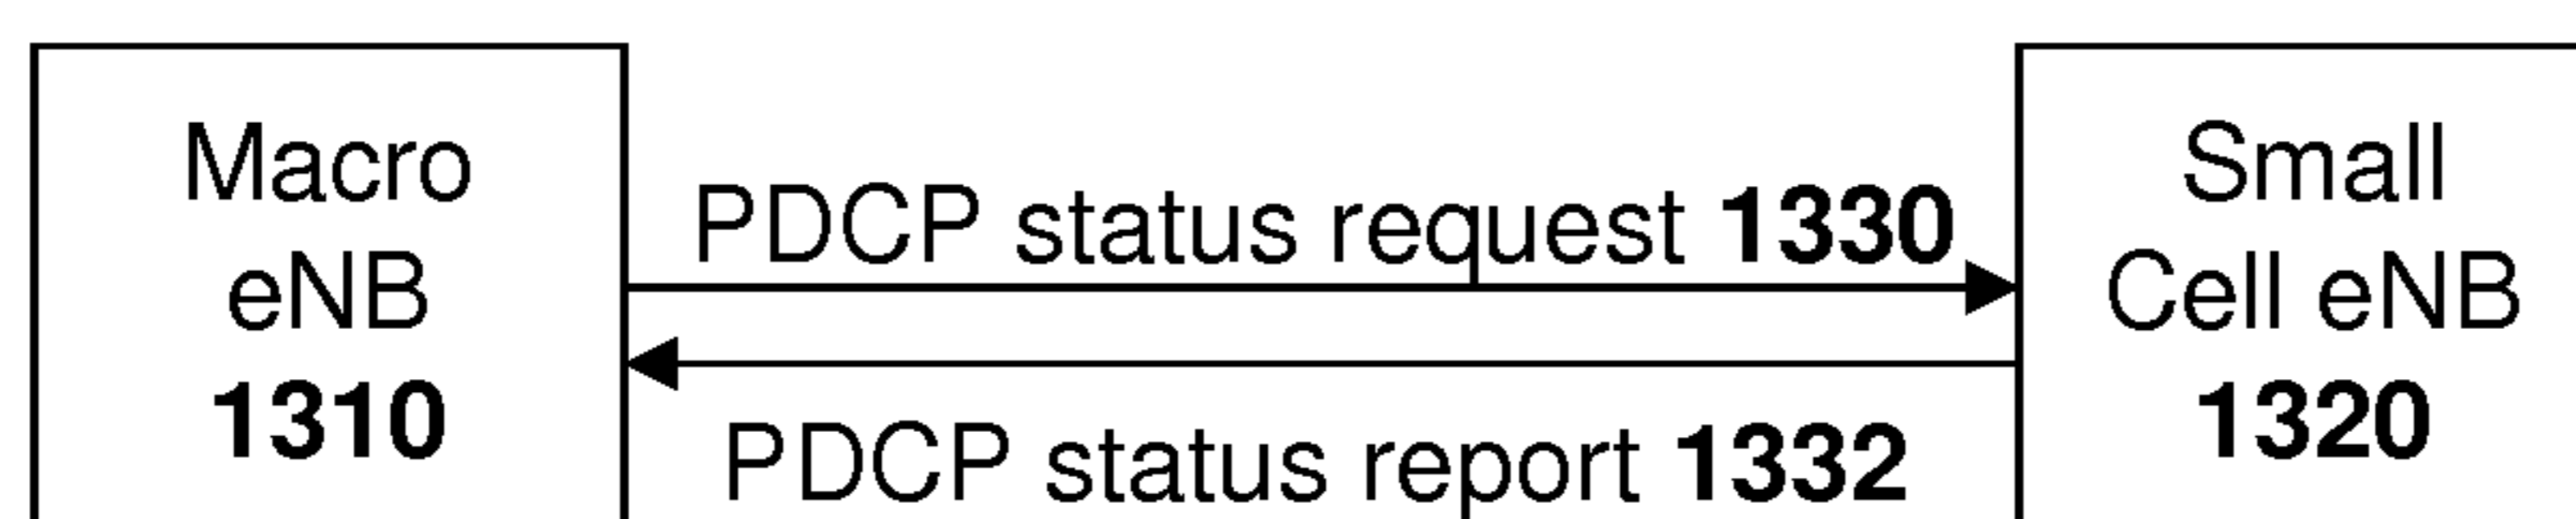 Macro
eNB
1310
PDCP status request 1330
PDCP status report 1332
Small
Cell eNB
1320